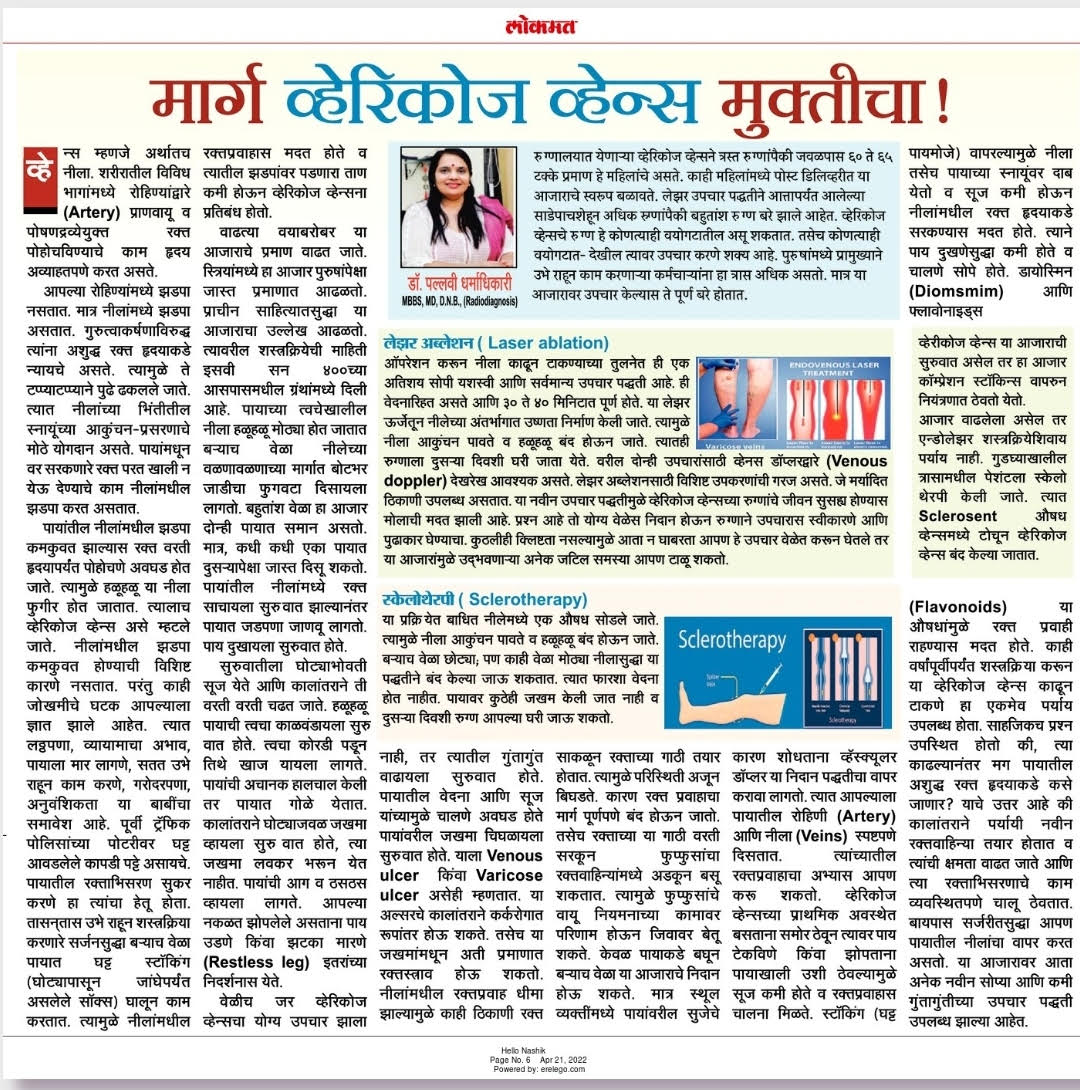 लोकमत
मार्ग व्हेरिकोज व्हेन्स मुक्तीचा!
व्हे
न्स म्हणजे अर्थातच
नीला. शरीरातील विविध
भागांमध्ये रोहिण्यांद्वारे
(Artery) प्राणवायू व
पोषणद्रव्येयुक्त रक्त
पोहोचविण्याचे काम हृदय
अव्याहतपणे करत असते.
आपल्या रोहिण्यांमध्ये झडपा
नसतात. मात्र नीलांमध्ये झडपा
असतात. गुरुत्वाकर्षणाविरुद्ध
त्यांना अशुद्ध रक्त हृदयाकडे
न्यायचे असते. त्यामुळे ते
टप्प्याटप्प्याने पुढे ढकलले जाते.
त्यात नीलांच्या भिंतीतील
स्नायूंच्या आकुंचन-प्रसरणाचे
मोठे योगदान असते. पायांमधून
वर सरकणारे रक्त परत खाली न
येऊ देण्याचे काम नीलांमधील
झडपा करत असतात.
पायांतील नीलांमधील झडपा
कमकुवत झाल्यास रक्त वरती
हृदयापर्यंत पोहोचणे अवघड होत
जाते. त्यामुळे हळूहळू या नीला
फुगीर होत जातात. त्यालाच
व्हेरिकोज व्हेन्स असे म्हटले
जाते. नीलांमधील झडपा
कमकुवत होण्याची विशिष्ट
कारणे नसतात. परंतु काही
जोखमीचे घटक आपल्याला
ज्ञात झाले आहेत. त्यात
लठ्ठपणा, व्यायामाचा अभाव,
पायाला मार लागणे, सतत उभे
राहून काम करणे, गरोदरपणा,
अनुवंशिकता या बाबींचा
समावेश आहे. पूर्वी ट्रॅफिक
पोलिसांच्या पोटरीवर घट्ट
आवडलेले कापडी पट्टे असायचे.
पायातील रक्ताभिसरण सुकर
करणे हा त्यांचा हेतू होता.
तासन्‌तास उभे राहून शस्त्रक्रिया
करणारे सर्जनसुद्धा बऱ्याच वेळा
पायात घट्ट स्टॉकिंग
(घोट्यापासून जांघेपर्यंत
असलेले सॉक्स) घालून काम
करतात. त्यामुळे नीलांमधील
रक्तप्रवाहास मदत होते व
त्यातील झडपांवर पडणारा ताण
कमी होऊन व्हेरिकोज व्हेन्सना
प्रतिबंध होतो.
वाढत्या वयाबरोबर या
आजाराचे प्रमाण वाढत जाते.
स्त्रियांमध्ये हा आजार पुरुषांपेक्षा
जास्त प्रमाणात आढळतो.
प्राचीन साहित्यातसुद्धा या
आजाराचा उल्लेख आढळतो.
त्यावरील शस्त्रक्रियेची माहिती
इसवी सन ४००च्या
आसपासमधील ग्रंथांमध्ये दिली
आहे. पायाच्या त्वचेखालील
नीला हळूहळू मोठ्या होत जातात
बऱ्याच वेळा नीलेच्या
वळणावळणाच्या मार्गात बोटभर
जाडीचा फुगवटा दिसायला
लागतो. बहुतांश वेळा हा आजार
दोन्ही पायात समान असतो.
मात्र, कधी कधी एका पायात
दुसऱ्यापेक्षा जास्त दिसू शकतो.
पायांतील नीलांमध्ये रक्त
साचायला सुरुवात झाल्यानंतर
पायात जडपणा जाणवू लागतो.
पाय दुखायला सुरुवात होते.
सुरुवातीला घोट्याभोवती
सूज येते आणि कालांतराने ती
वरती वरती चढत जाते. हळूहळू
पायाची त्वचा काळवंडायला सुरु
वात होते. त्वचा कोरडी पडून
तिथे खाज यायला लागते.
पायांची अचानक हालचाल केली
तर पायात गोळे येतात.
कालांतराने घोट्याजवळ जखमा
व्हायला सुरु वात होते, त्या
जखमा लवकर भरून येत
नाहीत. पायांची आग व ठसठस
व्हायला लागते. आपल्या
नकळत झोपलेले असताना पाय
उडणे किंवा झटका मारणे
(Restless leg) इतरांच्या
निदर्शनास येते.
वेळीच जर व्हेरिकोज
व्हेन्सचा योग्य उपचार झाला
डॉ. पल्लवी धर्माधिकारी
MBBS, MD, D.N.B., (Radiodiagnosis)
रुग्णालयात येणाऱ्या व्हेरिकोज व्हेन्सने त्रस्त रुग्णांपैकी जवळपास ६० ते ६५
टक्के प्रमाण हे महिलांचे असते. काही महिलांमध्ये पोस्ट डिलिव्हरीत या
आजाराचे स्वरुप बळावते. लेझर उपचार पद्धतीने आत्तापर्यंत आलेल्या
साडेपाचशेहून अधिक रुग्णांपैकी बहुतांश रुग्ण बरे झाले आहेत. व्हेरिकोज
व्हेन्सचे रुग्ण हे कोणत्याही वयोगटातील असू शकतात. तसेच कोणत्याही
वयोगटात- देखील त्यावर उपचार करणे शक्य आहे. पुरुषांमध्ये प्रामुख्याने
उभे राहून काम करणाऱ्या कर्मचाऱ्यांना हा त्रास अधिक असतो. मात्र या
आजारावर उपचार केल्यास ते पूर्ण बरे होतात.
लेझर अब्लेशन ( Laser ablation)
ऑपरेशन करून नीला काढून टाकण्याच्या तुलनेत ही एक
अतिशय सोपी यशस्वी आणि सर्वमान्य उपचार पद्धती आहे. ही
वेदनारहित असते आणि ३० ते ४० मिनिटात पूर्ण होते. या लेझर
ऊर्जेतून नीलेच्या अंतर्भागात उष्णता निर्माण केली जाते. त्यामुळे
नीला आकुंचन पावते व हळूहळू बंद होऊन जाते. त्यातही
रुग्णाला दुसऱ्या दिवशी घरी जाता येते. वरील दोन्ही उपचारांसाठी व्हेनस डॉप्लरद्वारे (Venous
doppler) देखरेख आवश्यक असते. लेझर अब्लेशनसाठी विशिष्ट उपकरणांची गरज असते. जे मर्यादित
ठिकाणी उपलब्ध असतात. या नवीन उपचार पद्धतीमुळे व्हेरिकोज व्हेन्सच्या रुग्णांचे जीवन सुसह्य होण्यास
मोलाची मदत झाली आहे. प्रश्न आहे तो योग्य वेळेस निदान होऊन रुग्णाने उपचारास स्वीकारणे आणि
पुढाकार घेण्याचा. कुठलीही क्लिष्टता नसल्यामुळे आता न घाबरता आपण हे उपचार वेळेत करून घेतले तर
या आजारांमुळे उद्‌भवणाऱ्या अनेक जटिल समस्या आपण टाळू शकतो.
ENDOVENOUS LASER
TREATMENT
Varicose veins
स्केलोथेरपी ( Sclerotherapy)
या प्रक्रियेत बाधित नीलेमध्ये एक औषध सोडले जाते.
त्यामुळे नीला आकुंचन पावते व हळूहळू बंद होऊन जाते.
बऱ्याच वेळा छोट्या, पण काही वेळा मोठ्या नीलासुद्धा या
पद्धतीने बंद केल्या जाऊ शकतात. त्यात फारशा वेदना
होत नाहीत. पायावर कुठेही जखम केली जात नाही व
दुसऱ्या दिवशी रुग्ण आपल्या घरी जाऊ शकतो.
Sclerotherapy
Spider
vein
Sclerotherapy
नाही, तर त्यातील गुंतागुंत
वाढायला सुरुवात होते.
पायातील वेदना आणि सूज
यांच्यामुळे चालणे अवघड होते
पायांवरील जखमा चिघळायला
सुरुवात होते. याला Venous
ulcer किंवा Varicose
ulcer असेही म्हणतात. या
अल्सरचे कालांतराने कर्करोगात
रूपांतर होऊ शकते. तसेच या
जखमांमधून अती प्रमाणात
रक्तस्त्राव होऊ शकतो.
नीलांमधील रक्तप्रवाह धीमा
झाल्यामुळे काही ठिकाणी रक्त
साकळून रक्ताच्या गाठी तयार
होतात. त्यामुळे परिस्थिती अजून
बिघडते. कारण रक्त प्रवाहाचा
मार्ग पूर्णपणे बंद होऊन जातो.
तसेच रक्ताच्या या गाठी वरती
सरकून फुफ्फुसांचा
रक्तवाहिन्यांमध्ये अडकून बसू
शकतात. त्यामुळे फुफ्फुसांचे
वायू नियमनाच्या कामावर
परिणाम होऊन जिवावर बेतू
शकते. केवळ पायाकडे बघून
बऱ्याच वेळा या आजाराचे निदान
होऊ शकते. मात्र स्थूल
व्यक्तींमध्ये पायांवरील सुजेचे
कारण शोधताना व्हॅस्क्यूलर
डॉप्लर या निदान पद्धतीचा वापर
करावा लागतो. त्यात आपल्याला
पायातील रोहिणी (Artery)
आणि नीला (Veins) स्पष्टपणे
दिसतात. त्यांच्यातील
रक्तप्रवाहाचा अभ्यास आपण
करू शकतो. व्हेरिकोज
व्हेन्सच्या प्राथमिक अवस्थेत
बसताना समोर ठेवून त्यावर पाय
टेकविणे किंवा झोपताना
पायाखाली उशी ठेवल्यामुळे
सूज कमी होते व रक्तप्रवाहास
चालना मिळते. स्टॉकिंग (घट्ट
पायमोजे) वापरल्यामुळे नीला
तसेच पायाच्या स्नायूंवर दाब
येतो व सूज कमी होऊन
नीलांमधील रक्त हृदयाकडे
सरकण्यास मदत होते. त्याने
पाय दुखणेसुद्धा कमी होते व
चालणे सोपे होते. डायोस्मिन
(Diomsmim) आणि
फ्लावोनाइड्स
व्हेरीकोज व्हेन्स या आजाराची
सुरुवात असेल तर हा आजार
कॉम्प्रेशन स्टॉकिन्स वापरुन
नियंत्रणात ठेवतो येतो.
आजार वाढलेला असेल तर
एन्डोलेझर शस्त्रक्रियेशिवाय
पर्याय नाही. गुडघ्याखालील
त्रासामधील पेशंटला स्केलो
थेरपी केली जाते. त्यात
Sclerosent औषध
व्हेन्समध्ये टोचून व्हेरिकोज
व्हेन्स बंद केल्या जातात.
(Flavonoids) या
औषधांमुळे रक्त प्रवाही
राहण्यास मदत होते. काही
वर्षांपूर्वीपर्यंत शस्त्रक्रिया करून
या व्हेरिकोज व्हेन्स काढून
टाकणे हा एकमेव पर्याय
उपलब्ध होता. साहजिकच प्रश्न
उपस्थित होतो की, त्या
काढल्यानंतर मग पायातील
अशुद्ध रक्त हृदयाकडे कसे
जाणार? याचे उत्तर आहे की
कालांतराने पर्यायी नवीन
रक्तवाहिन्या तयार होतात व
त्यांची क्षमता वाढत जाते आणि
त्या रक्ताभिसरणाचे काम
व्यवस्थितपणे चालू ठेवतात.
बायपास सर्जरीतसुद्धा आपण
पायातील नीलांचा वापर करत
असतो. या आजारावर आता
अनेक नवीन सोप्या आणि कमी
गुंतागुंतीच्या उपचार पद्धती
उपलब्ध झाल्या आहेत.
Hello Nashik
Page No. 6 Apr 21, 2022
Powered by: erelego.com